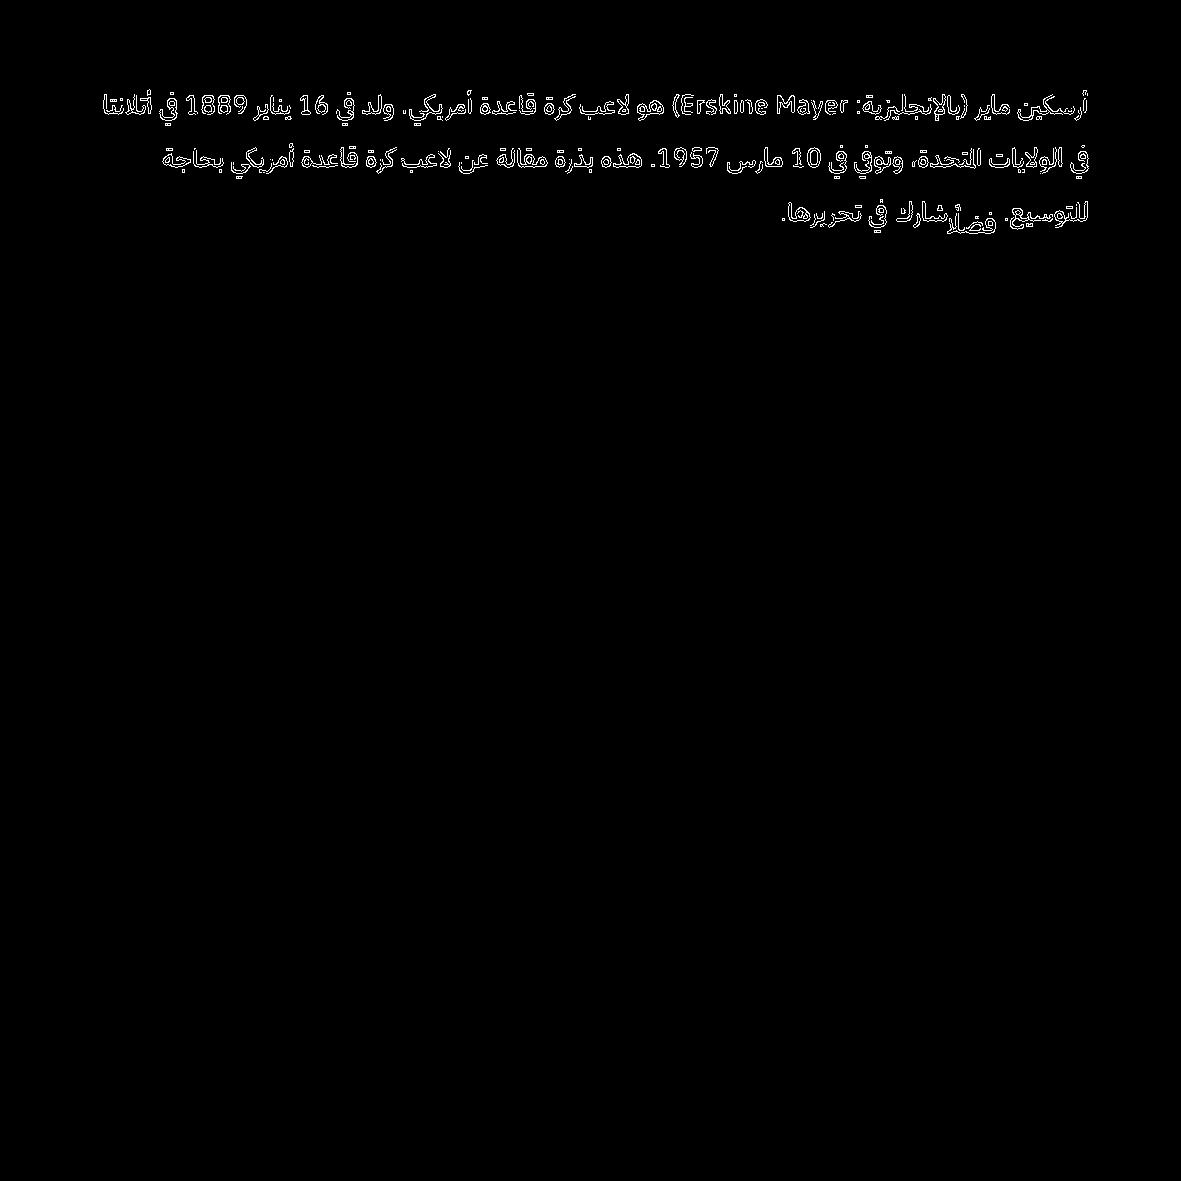 أرسكين ماير (بالإنجليزية: Erskine Mayer) هو لاعب كرة قاعدة أمريكي. ولد في 16 يناير 1889 في أتلانتا
في الولايات المتحدة، وتوفي في 10 مارس 1957. هذه بذرة مقالة عن لاعب كرة قاعدة أمريكي بحاجة
للتوسيع. فضلًا شارك في تحريرها.